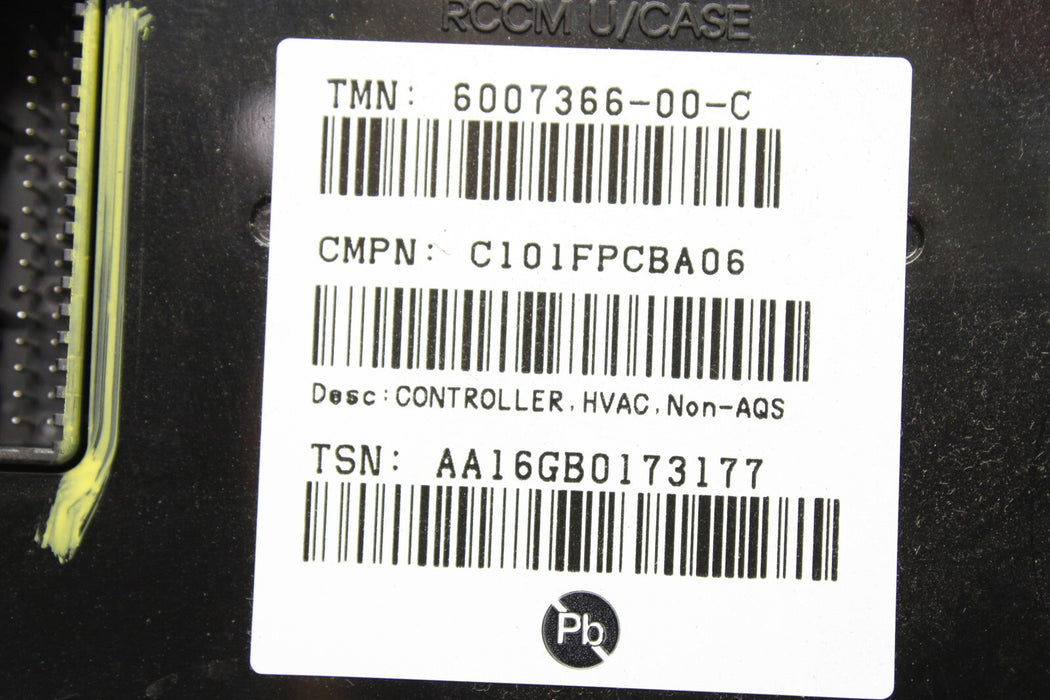 RCCM U/CASE
TMN: 6007366-00-C
CMPN: C101FPCBA06
Desc:CONTROLLER,HVAC,Non-AQS
TSN: AA16GB0173177
Pb